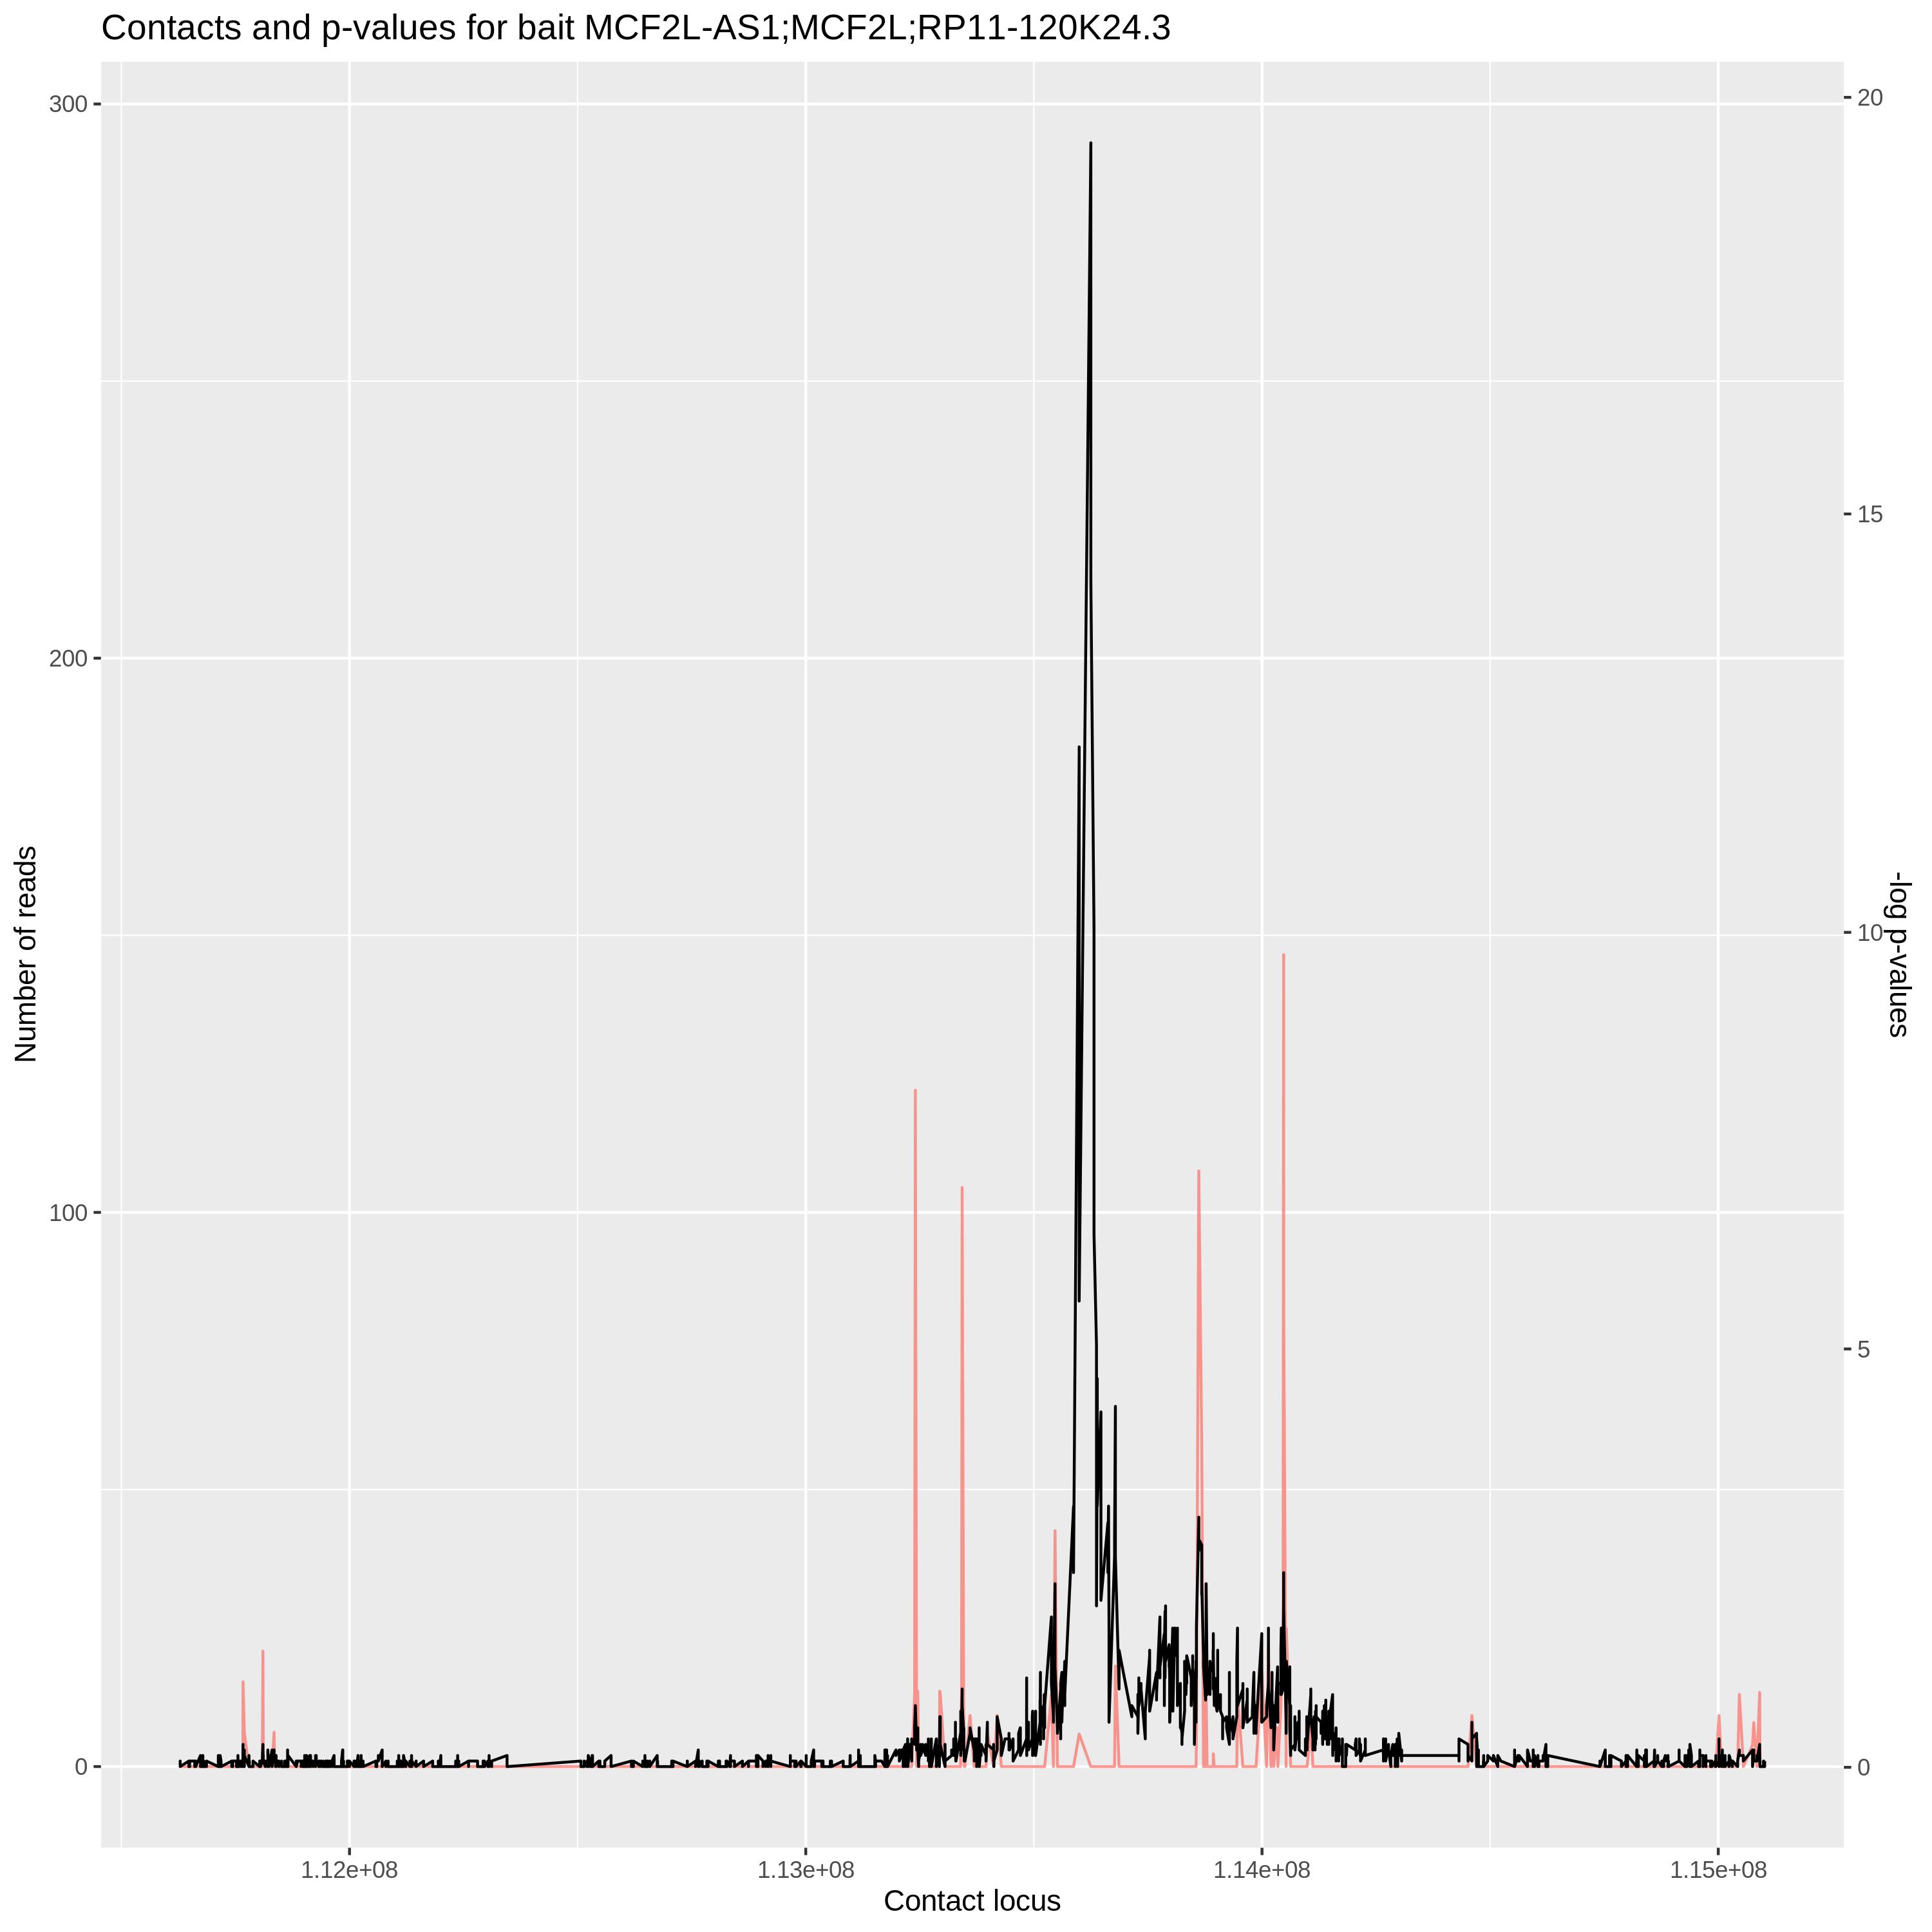 Contacts and p-values for bait MCF2L-AS1;MCF2L;RP11-120K24.3
300
200
100
0
Number of reads
20
15
10
5
0
-log p-values
1.12e+08
1.13e+08
1.14e+08
1.15e+08
Contact locus